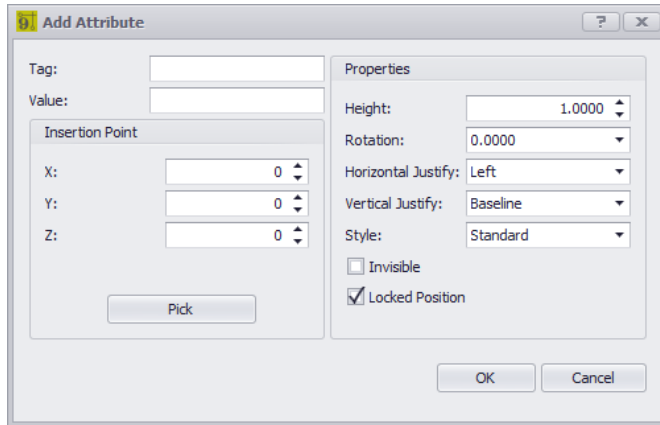 Add Attribute
Tag:
Value:
Insertion Point
X: 0
Y: 0
Z: 0
Pick
Properties
Height: 1.0000
Rotation: 0.0000
Horizontal Justify: Left
Vertical Justify: Baseline
Style: Standard
Invisible
Locked Position
OK Cancel